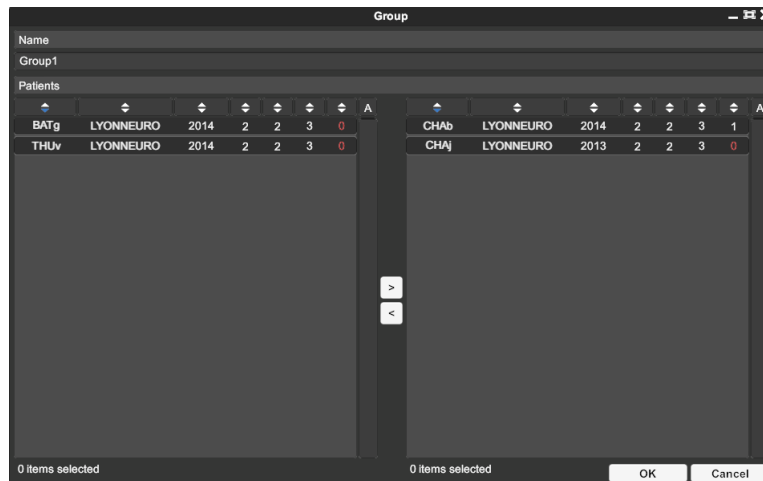 Group
Name
Group1
Patients
A
A
BATg LYONNEURO 2014 2 2 3 0
THUv LYONNEURO 2014 2 2 3 0
CHAb LYONNEURO 2014 2 2 3 1
CHAj LYONNEURO 2013 2 2 3 0
>
<
0 items selected
0 items selected
OK
Cancel